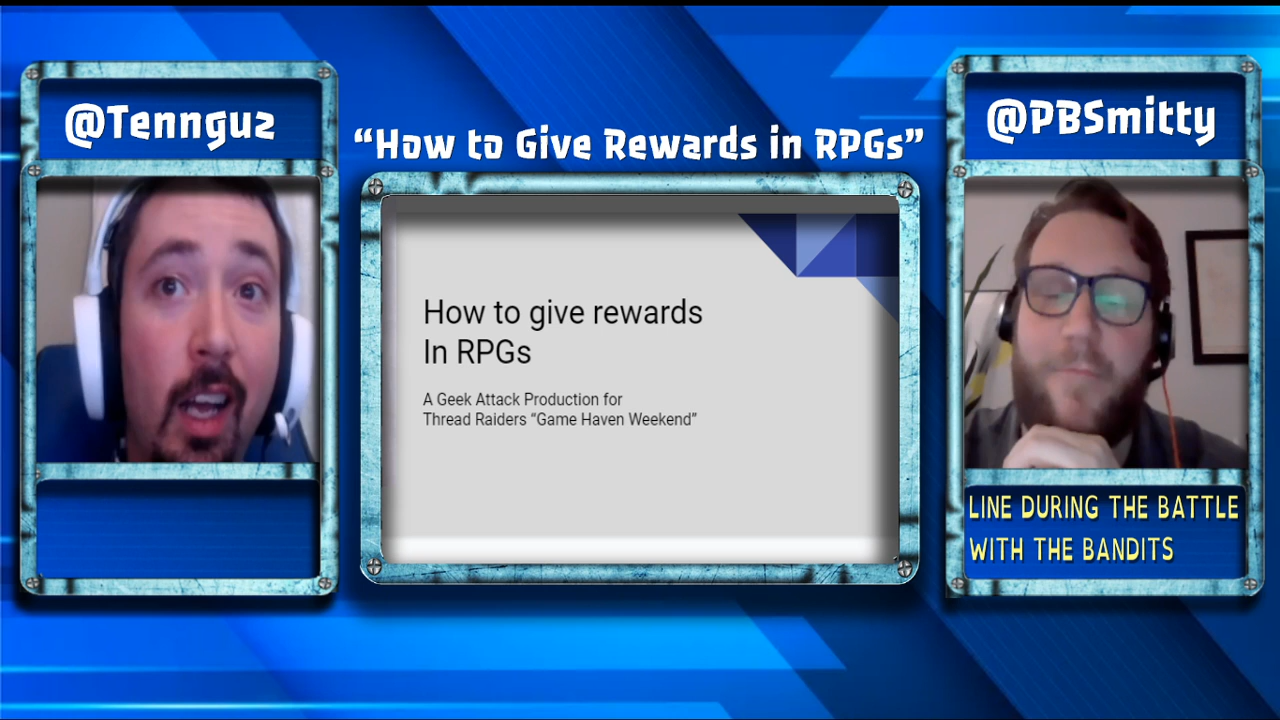 @Tennguz
"How to Give Rewards in RPGs"
@PBSmitty
How to give rewards
In RPGs
A Geek Attack Production for
Thread Raiders “Game Haven Weekend”
LINE DURING THE BATTLE
WITH THE BANDITS